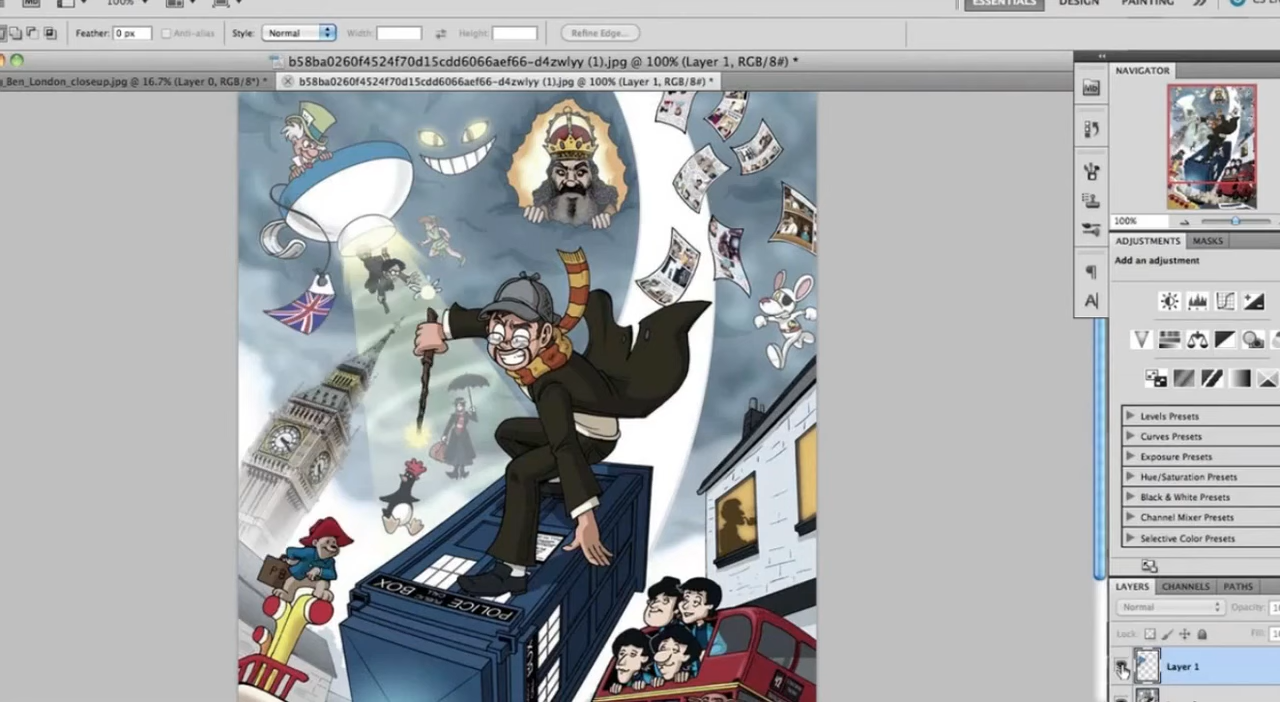 Mb
100%
ESSENTIALS DESIGN PAINTING
Feather: 0 px Anti-alias Style: Normal Width: Height: Refine Edge...
b58ba0260f4524f70d15cdd6066aef66-d4zwlyy (1).jpg @ 100% (Layer 1, RGB/8#) *
_Ben_London_closeup.jpg @ 16.7% (Layer 0, RGB/8*) * b58ba0260f4524f70d15cdd6066aef66-d4zwlyy (1).jpg @ 100% (Layer 1, RGB/8#) *
NAVIGATOR
Mb
100%
ADJUSTMENTS MASKS
Add an adjustment
Levels Presets
Curves Presets
Exposure Presets
Hue/Saturation Presets
Black & White Presets
Channel Mixer Presets
Selective Color Presets
LAYERS CHANNELS PATHS
Normal Opacity:
Lock: Fill:
Layer 1
PB
POLICE BOX